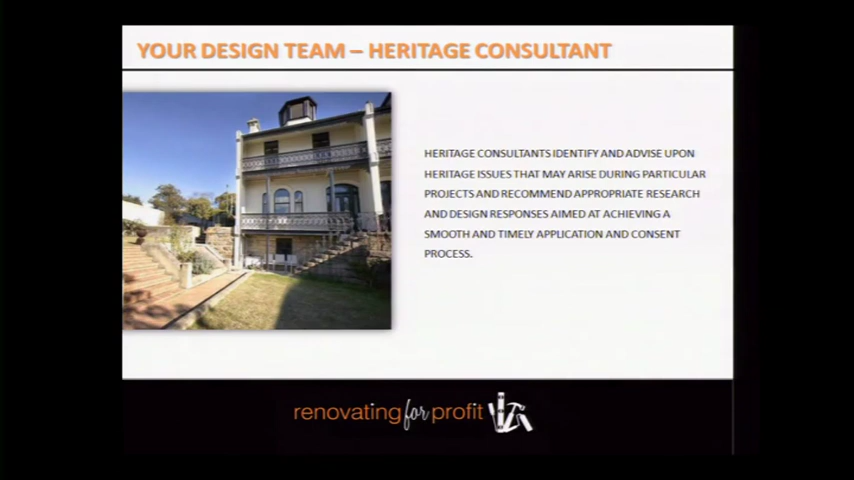 YOUR DESIGN TEAM – HERITAGE CONSULTANT
HERITAGE CONSULTANTS IDENTIFY AND ADVISE UPON
HERITAGE ISSUES THAT MAY ARISE DURING PARTICULAR
PROJECTS AND RECOMMEND APPROPRIATE RESEARCH
AND DESIGN RESPONSES AIMED AT ACHIEVING A
SMOOTH AND TIMELY APPLICATION AND CONSENT
PROCESS.
renovating for profit